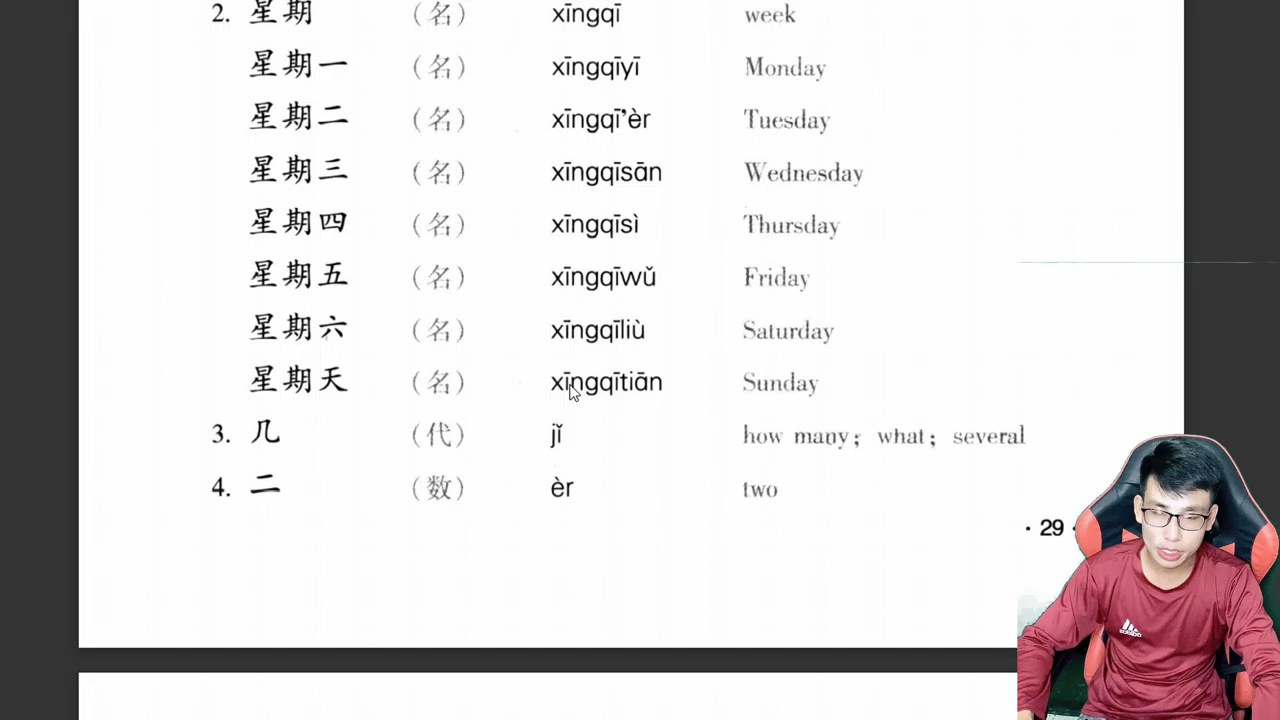 2. 星期 （名） xīngqī week
星期一 （名） xīngqīyī Monday
星期二 （名） xīngqī’èr Tuesday
星期三 （名） xīngqīsān Wednesday
星期四 （名） xīngqīsì Thursday
星期五 （名） xīngqīwǔ Friday
星期六 （名） xīngqīliù Saturday
星期天 （名） xīngqītiān Sunday
3. 几 （代） jǐ how many; what; several
4. 二 （数） èr two
· 29 ·